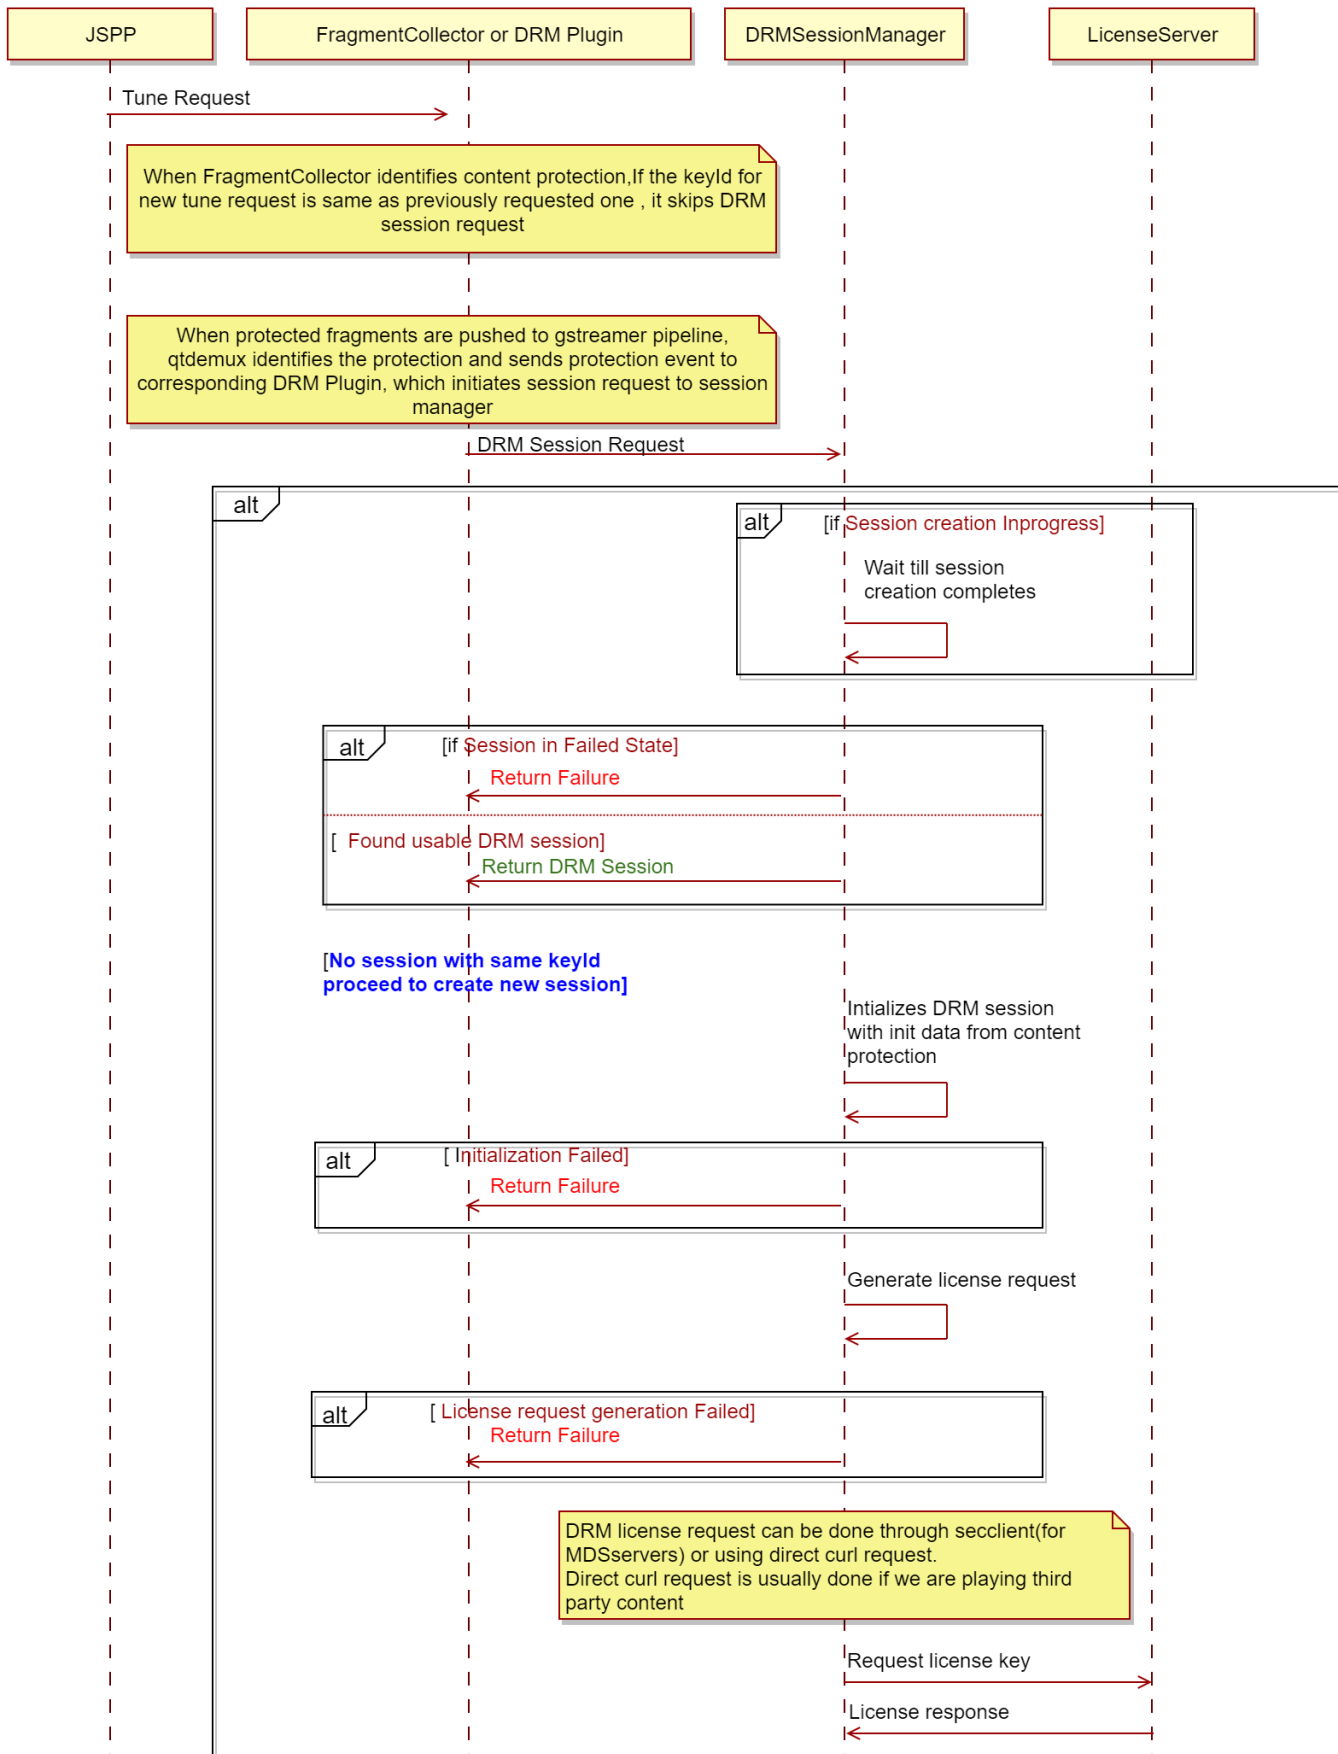 JSPP
FragmentCollector or DRM Plugin
DRMSessionManager
LicenseServer
Tune Request
When FragmentCollector identifies content protection,If the keyId for
new tune request is same as previously requested one , it skips DRM
session request
When protected fragments are pushed to gstreamer pipeline,
qtdemux identifies the protection and sends protection event to
corresponding DRM Plugin, which initiates session request to session
manager
DRM Session Request
alt
alt
[if Session creation Inprogress]
Wait till session
creation completes
alt
[if Session in Failed State]
Return Failure
[ Found usable DRM session]
Return DRM Session
[No session with same keyId
proceed to create new session]
Intializes DRM session
with init data from content
protection
alt
[ Initialization Failed]
Return Failure
Generate license request
alt
[ License request generation Failed]
Return Failure
DRM license request can be done through secclient(for
MDSservers) or using direct curl request.
Direct curl request is usually done if we are playing third
party content
Request license key
License response